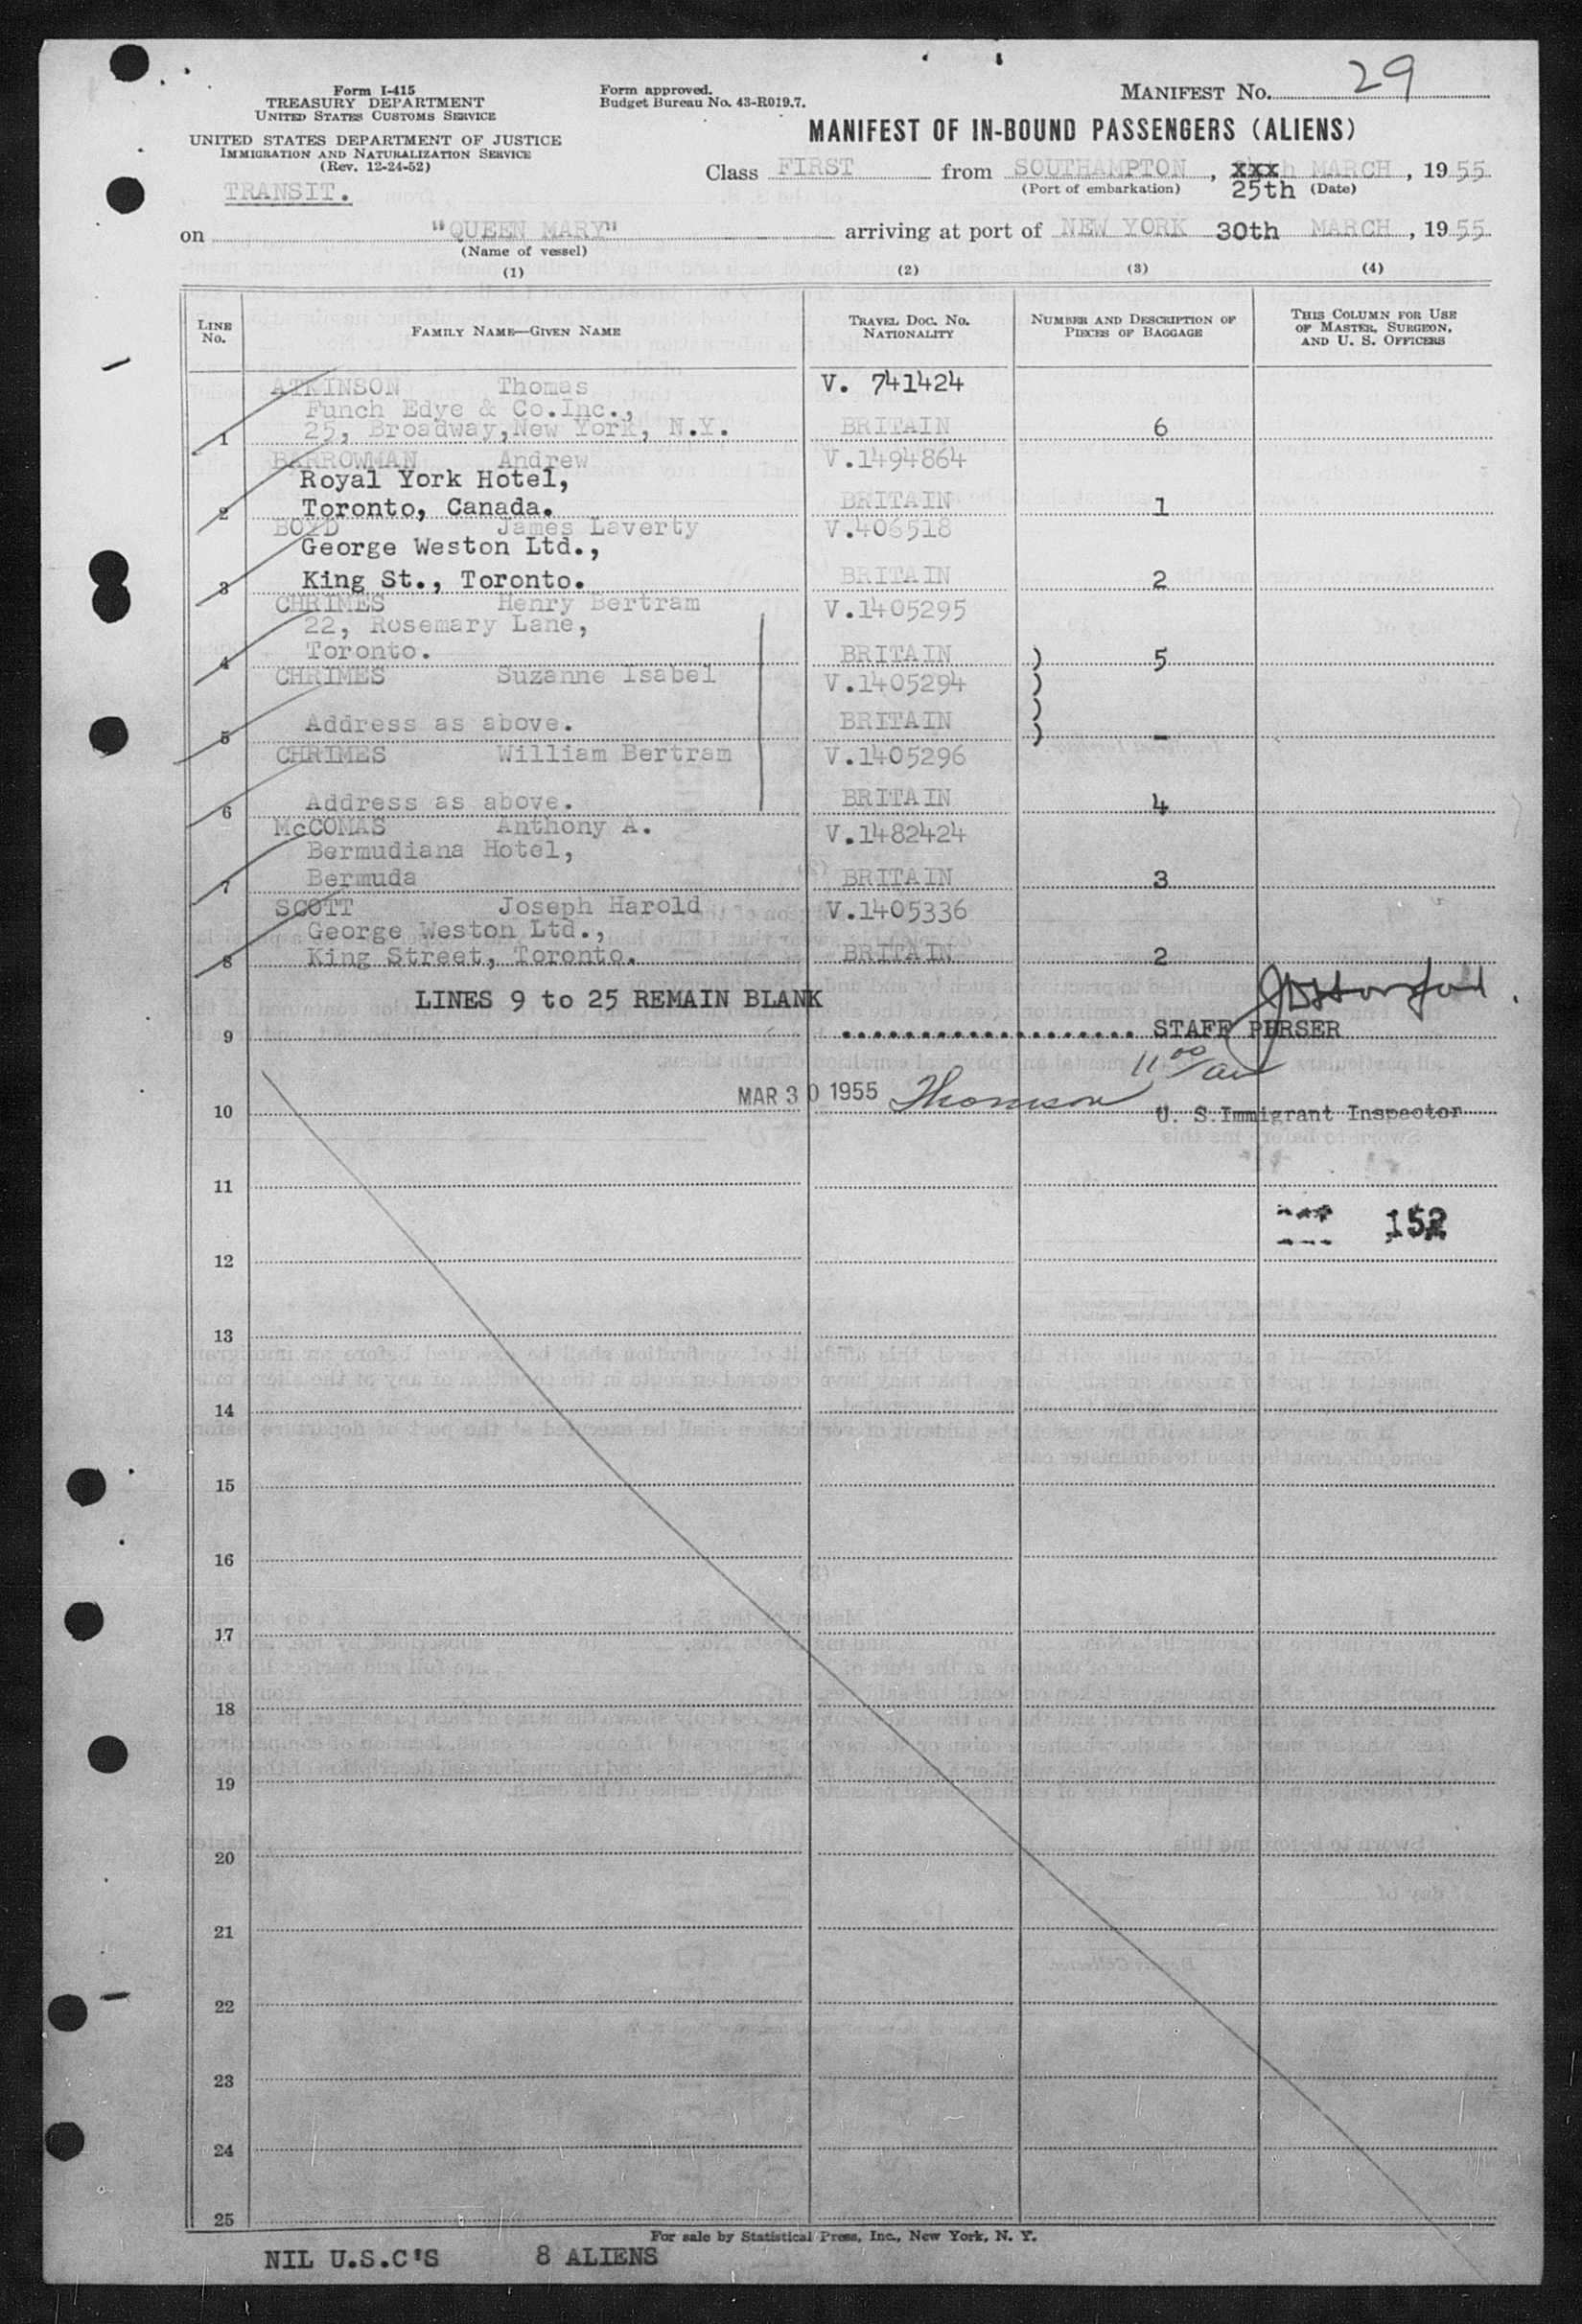 Form I-415
TREASURY DEPARTMENT
UNITED STATES CUSTOMS SERVICE
UNITED STATES DEPARTMENT OF JUSTICE
IMMIGRATION AND NATURALIZATION SERVICE
(Rev. 12-24-52)
TRANSIT.
Form approved.
Budget Bureau No. 43-R019.7.
MANIFEST No. 29
MANIFEST OF IN-BOUND PASSENGERS (ALIENS)
Class FIRST from SOUTHAMPTON, xxx MARCH, 1955
(Port of embarkation) 25th (Date)
on "QUEEN MARY" arriving at port of NEW YORK 30th MARCH, 1955
(Name of vessel)
(1) (2) (3) (4)
LINE No. FAMILY NAME—GIVEN NAME TRAVEL DOC. No. NATIONALITY NUMBER AND DESCRIPTION OF PIECES OF BAGGAGE THIS COLUMN FOR USE OF MASTER, SURGEON, AND U. S. OFFICERS
ATKINSON Thomas V. 741424
Funch Edye & Co.Inc.,
1 25, Broadway,New York, N.Y. BRITAIN 6
BARROWMAN Andrew V.1494864
Royal York Hotel,
2 Toronto, Canada. BRITAIN 1
BOYD James Laverty V.406518
George Weston Ltd.,
3 King St., Toronto. BRITAIN 2
CHRIMES Henry Bertram V.1405295
22, Rosemary Lane,
4 Toronto. BRITAIN ) 5
CHRIMES Suzanne Isabel V.1405294 )
5 Address as above. BRITAIN ) -
CHRIMES William Bertram V.1405296
6 Address as above. BRITAIN 4
McCOMAS Anthony A. V.1482424
Bermudiana Hotel,
7 Bermuda BRITAIN 3
SCOTT Joseph Harold V.1405336
George Weston Ltd.,
8 King Street, Toronto. BRITAIN 2
LINES 9 to 25 REMAIN BLANK
9 STAFF PURSER
11 00/am
MAR 30 1955 Thomson
10 U. S.Immigrant Inspector
11
152
12
13
14
15
16
17
18
19
20
21
22
23
24
25
For sale by Statistical Press, Inc., New York, N. Y.
NIL U.S.C'S 8 ALIENS